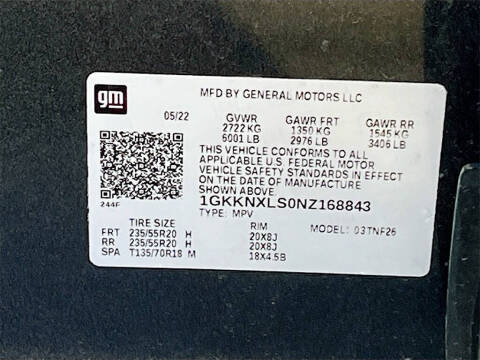 gm
MFD BY GENERAL MOTORS LLC
05/22 GVWR GAWR FRT GAWR RR
2722 KG 1350 KG 1545 KG
6001 LB 2976 LB 3406 LB
THIS VEHICLE CONFORMS TO ALL
APPLICABLE U.S. FEDERAL MOTOR
VEHICLE SAFETY STANDARDS IN EFFECT
ON THE DATE OF MANUFACTURE
SHOWN ABOVE.
1GKKNXLS0NZ168843
244F TYPE: MPV
TIRE SIZE RIM MODEL: 03TNF26
FRT 235/55R20 H 20X8J
RR 235/55R20 H 20X8J
SPA T135/70R18 M 18X4.5B